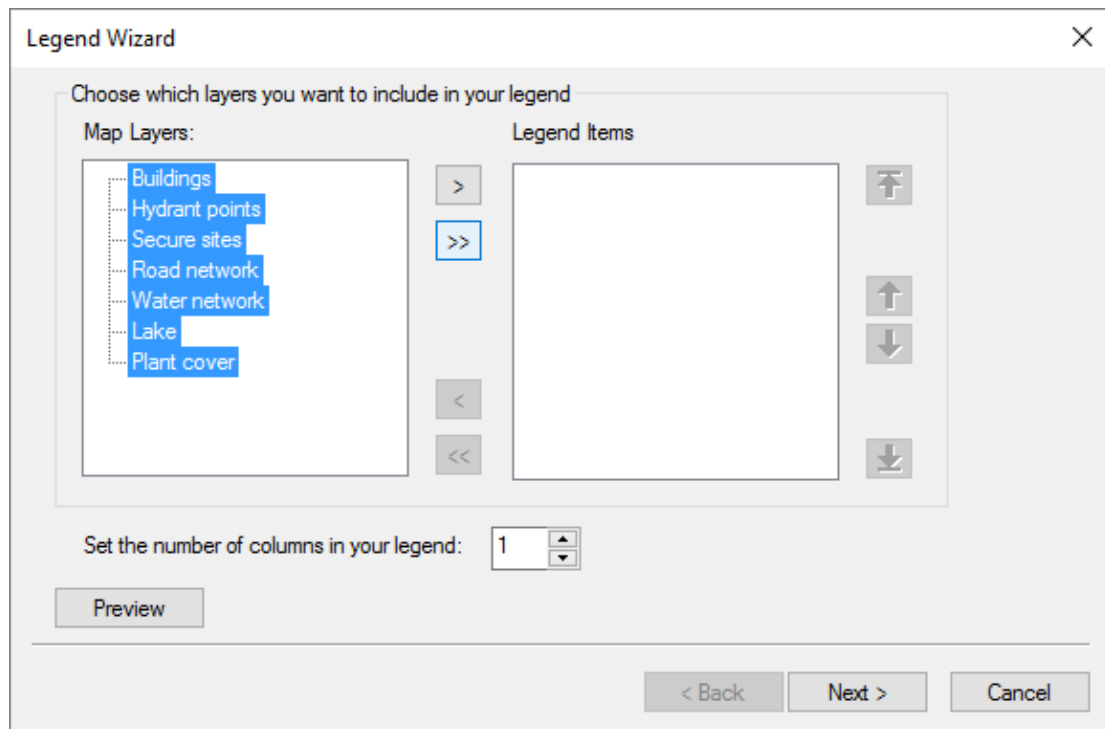 Legend Wizard
Choose which layers you want to include in your legend
Map Layers:
Legend Items
Buildings
Hydrant points
Secure sites
Road network
Water network
Lake
Plant cover
>
>>
<
<<
Set the number of columns in your legend: 1
Preview
< Back
Next >
Cancel